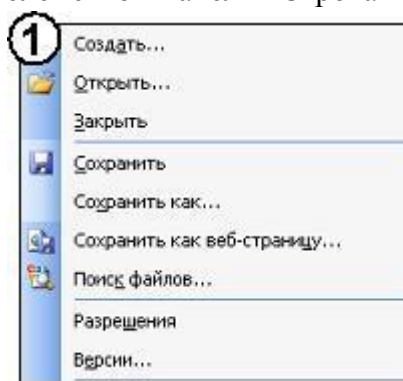 1
Создать...
Открыть...
Закрыть
Сохранить
Сохранить как...
Сохранить как веб-страницу...
Поиск файлов...
Разрешения
Версии...